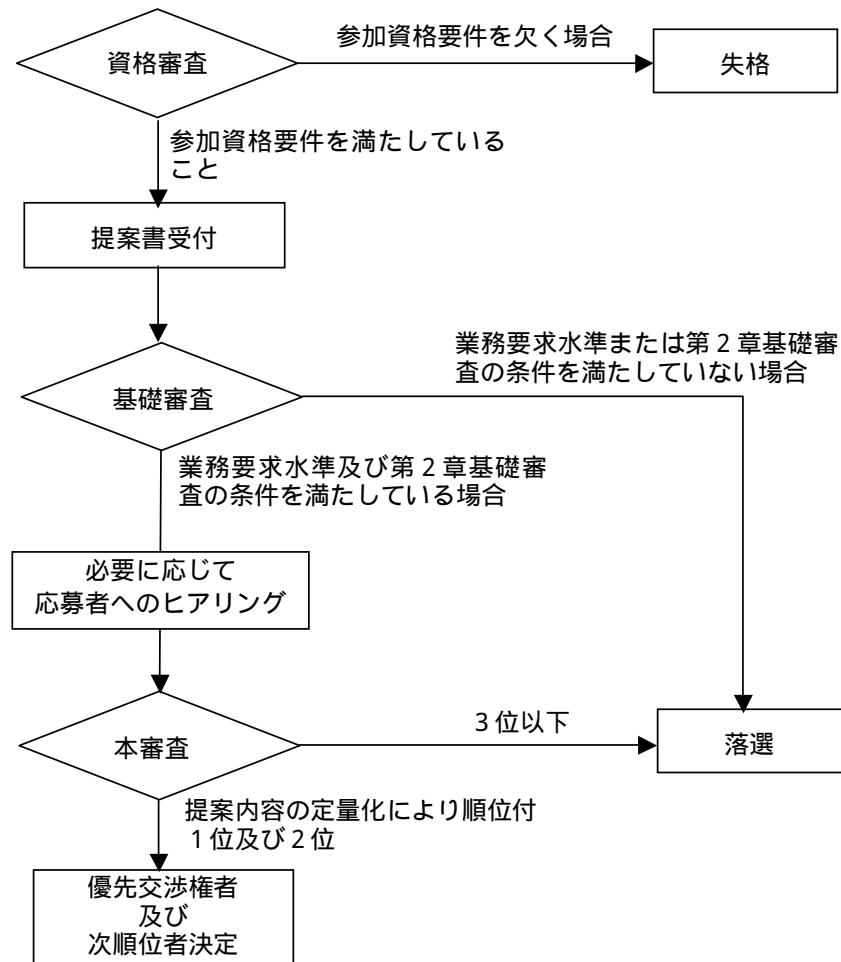 参加資格要件を欠く場合
資格審査
失格
参加資格要件を満たしている
こと
提案書受付
業務要求水準または第２章基礎審
査の条件を満たしていない場合
基礎審査
業務要求水準及び第２章基礎審
査の条件を満たしている場合
必要に応じて
応募者へのヒアリング
３位以下
本審査
落選
提案内容の定量化により順位付
１位及び２位
優先交渉権者
及び
次順位者決定